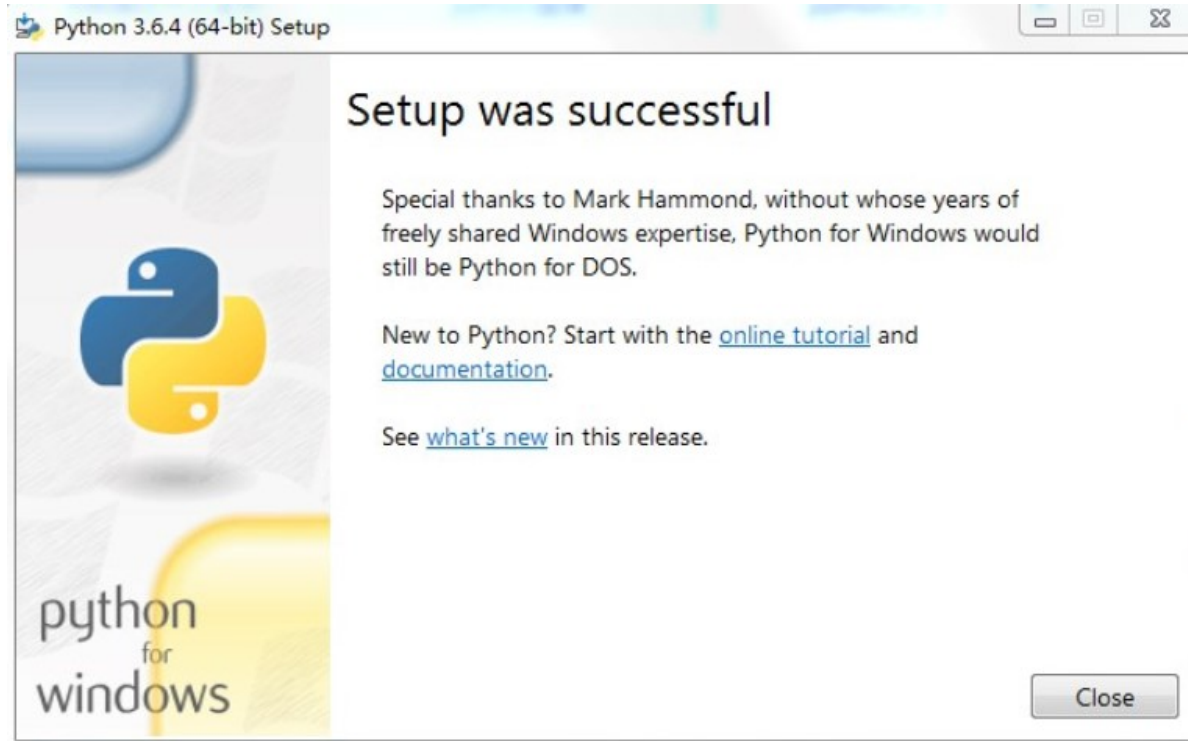 Python 3.6.4 (64-bit) Setup
Setup was successful
Special thanks to Mark Hammond, without whose years of
freely shared Windows expertise, Python for Windows would
still be Python for DOS.
New to Python? Start with the online tutorial and
documentation.
See what's new in this release.
python
for
windows
Close